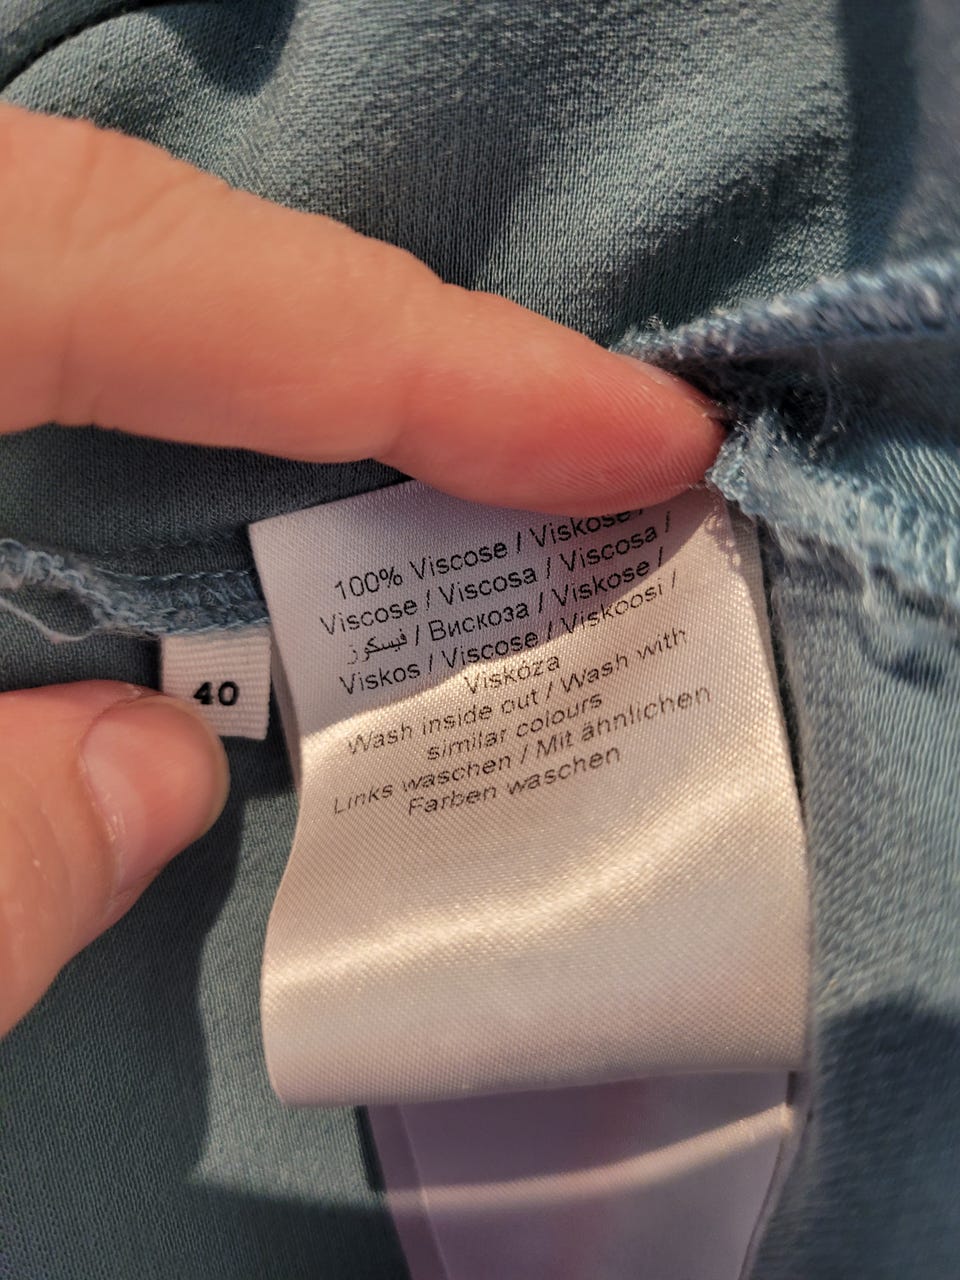 100% Viscose / Viskose /
Viscose / Viscosa / Viscosa /
فيسكوز / Вискоза / Viskose /
Viskos / Viscose / Viskoosi /
Viskóza
Wash inside out / Wash with
similar colours
Links waschen / Mit ähnlichen
Farben waschen
40